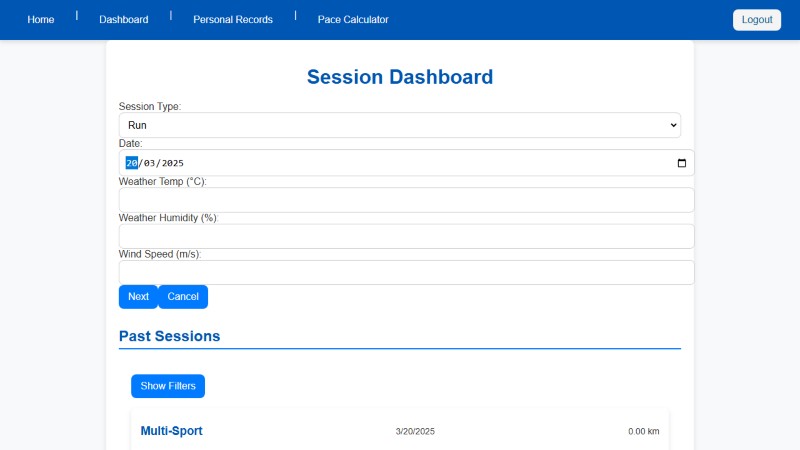 Home | Dashboard | Personal Records | Pace Calculator Logout
Session Dashboard
Session Type:
Run
Date:
20/03/2025
Weather Temp (°C):
Weather Humidity (%):
Wind Speed (m/s):
Next Cancel
Past Sessions
Show Filters
Multi-Sport 3/20/2025 0.00 km